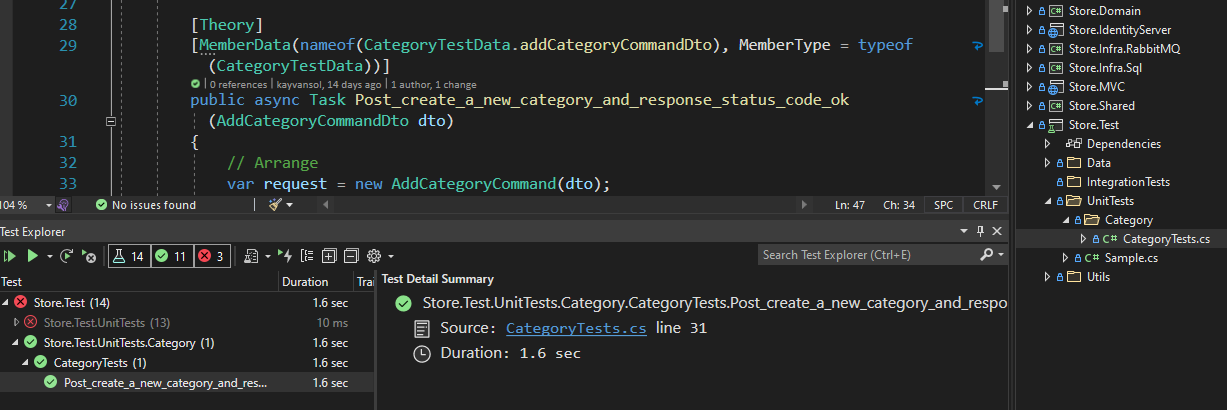 27
28 [Theory]
29 [MemberData(nameof(CategoryTestData.addCategoryCommandDto), MemberType = typeof
(CategoryTestData))]
0 references | kayvansol, 14 days ago | 1 author, 1 change
30 public async Task Post_create_a_new_category_and_response_status_code_ok
(AddCategoryCommandDto dto)
31 {
32 // Arrange
33 var request = new AddCategoryCommand(dto);
104 % No issues found Ln: 47 Ch: 34 SPC CRLF
Test Explorer
14 11 3 Search Test Explorer (Ctrl+E)
Test Duration Trai
Store.Test (14) 1.6 sec
Store.Test.UnitTests (13) 10 ms
Store.Test.UnitTests.Category (1) 1.6 sec
CategoryTests (1) 1.6 sec
Post_create_a_new_category_and_res... 1.6 sec
Test Detail Summary
Store.Test.UnitTests.Category.CategoryTests.Post_create_a_new_category_and_respo
Source: CategoryTests.cs line 31
Duration: 1.6 sec
Store.Domain
Store.IdentityServer
Store.Infra.RabbitMQ
Store.Infra.Sql
Store.MVC
Store.Shared
Store.Test
Dependencies
Data
IntegrationTests
UnitTests
Category
C# CategoryTests.cs
C# Sample.cs
Utils